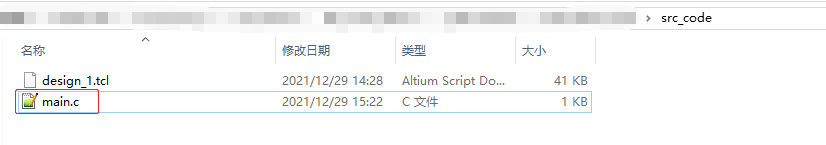 src_code
名称 修改日期 类型 大小
design_1.tcl 2021/12/29 14:28 Altium Script Do... 41 KB
main.c 2021/12/29 15:22 C 文件 1 KB